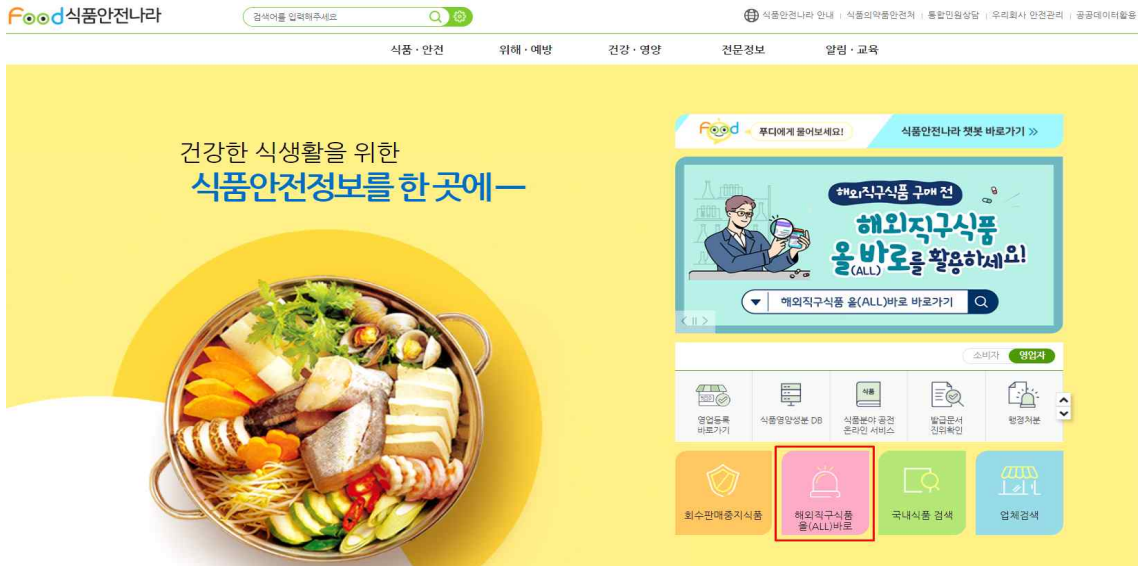 Food식품안전나라
검색어를 입력해주세요
식품안전나라 안내 | 식품의약품안전처 | 통합민원상담 | 우리회사 안전관리 | 공공데이터활용
식품·안전 위해·예방 건강·영양 전문정보 알림·교육
건강한 식생활을 위한
식품안전정보를 한 곳에
Food 푸디에게 물어보세요! 식품안전나라 챗봇 바로가기
해외직구식품 구매 전
해외직구식품
올(ALL)바로를 활용하세요!
해외직구식품 올(ALL)바로 바로가기
소비자 영업자
영업등록
바로가기
식품영양성분 DB
식품
식품분야 공전
온라인 서비스
발급문서
진위확인
행정처분
회수판매중지식품
해외직구식품
올(ALL)바로
국내식품 검색
업체검색